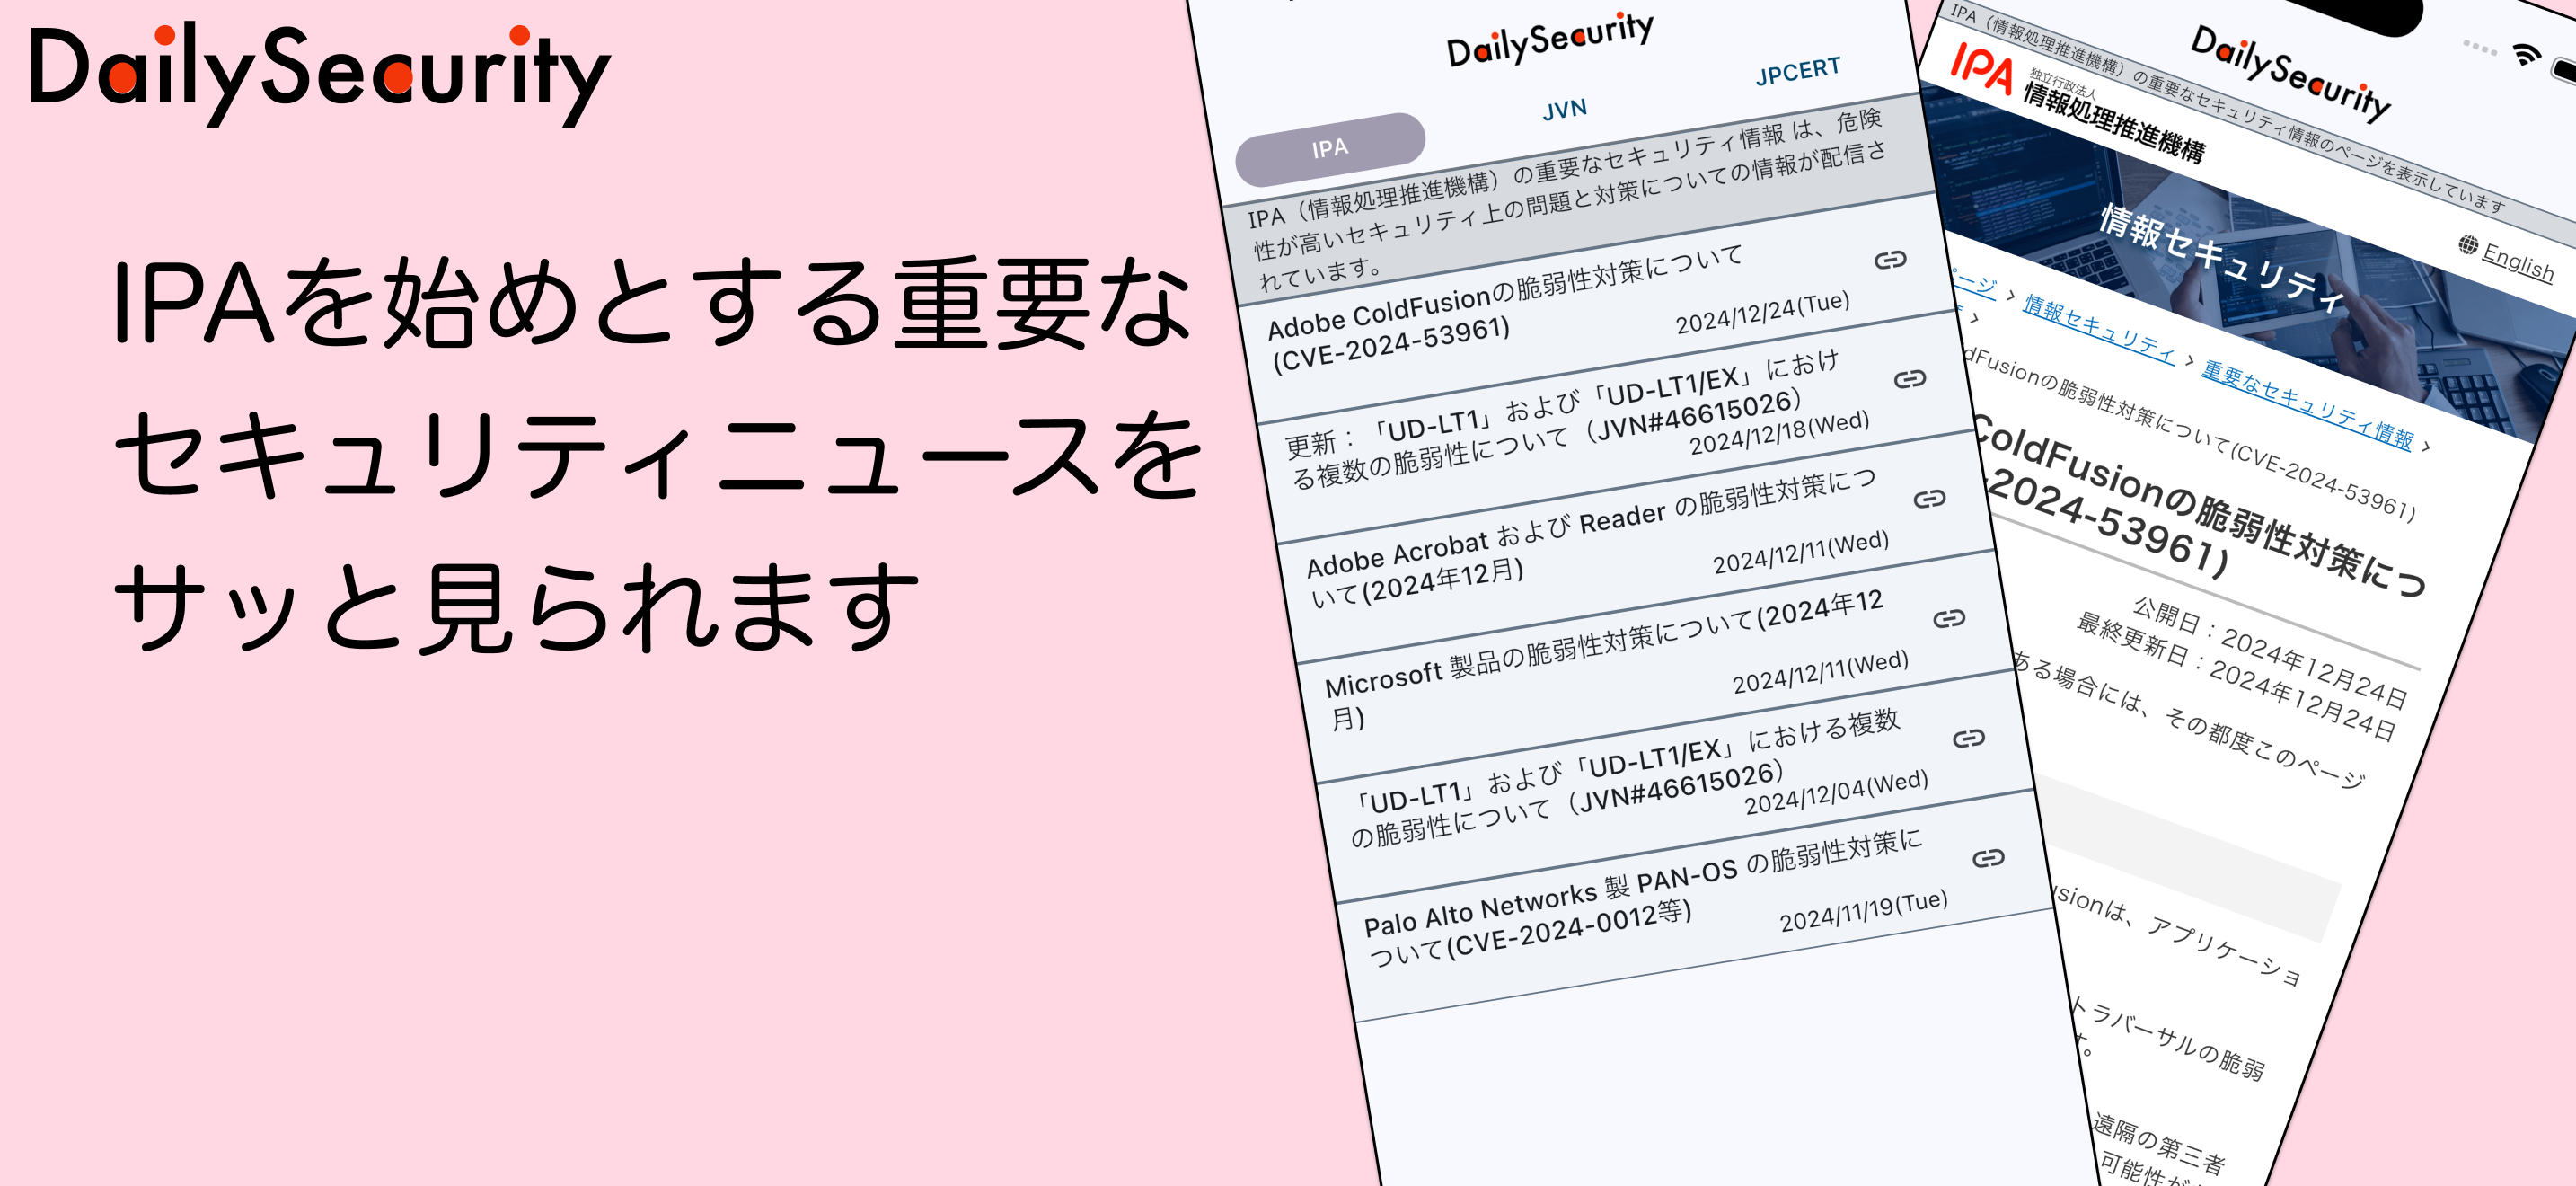 DailySecurity
IPAを始めとする重要な
セキュリティニュースを
サッと見られます
DailySecurity
IPA
JVN
JPCERT
IPA（情報処理推進機構）の重要なセキュリティ情報 は、危険
性が高いセキュリティ上の問題と対策についての情報が配信さ
れています。
Adobe ColdFusionの脆弱性対策について
(CVE-2024-53961)
2024/12/24(Tue)
更新：「UD-LT1」および「UD-LT1/EX」におけ
る複数の脆弱性について（JVN#46615026）
2024/12/18(Wed)
Adobe Acrobat および Reader の脆弱性対策につ
いて(2024年12月)
2024/12/11(Wed)
Microsoft 製品の脆弱性対策について(2024年12
月)
2024/12/11(Wed)
「UD-LT1」および「UD-LT1/EX」における複数
の脆弱性について（JVN#46615026）
2024/12/04(Wed)
Palo Alto Networks 製 PAN-OS の脆弱性対策に
ついて(CVE-2024-0012等)
2024/11/19(Tue)
DailySecurity
IPA（情報処理推進機構）の重要なセキュリティ情報のページを表示しています
IPA 独立行政法人
情報処理推進機構
English
情報セキュリティ
ージ › 情報セキュリティ › 重要なセキュリティ情報 ›
›
dFusionの脆弱性対策について(CVE-2024-53961)
ColdFusionの脆弱性対策につ
-2024-53961)
公開日：2024年12月24日
最終更新日：2024年12月24日
ある場合には、その都度このページ
usionは、アプリケーショ
トラバーサルの脆弱
す。
遠隔の第三者
可能性が